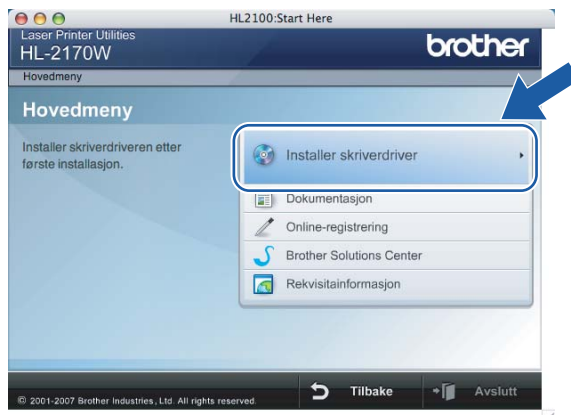 HL2100:Start Here
Laser Printer Utilities
HL-2170W
brother
Hovedmeny
Hovedmeny
Installer skriverdriveren etter
første installasjon.
Installer skriverdriver
Dokumentasjon
Online-registrering
Brother Solutions Center
Rekvisitainformasjon
© 2001-2007 Brother Industries, Ltd. All rights reserved.
Tilbake
Avslutt